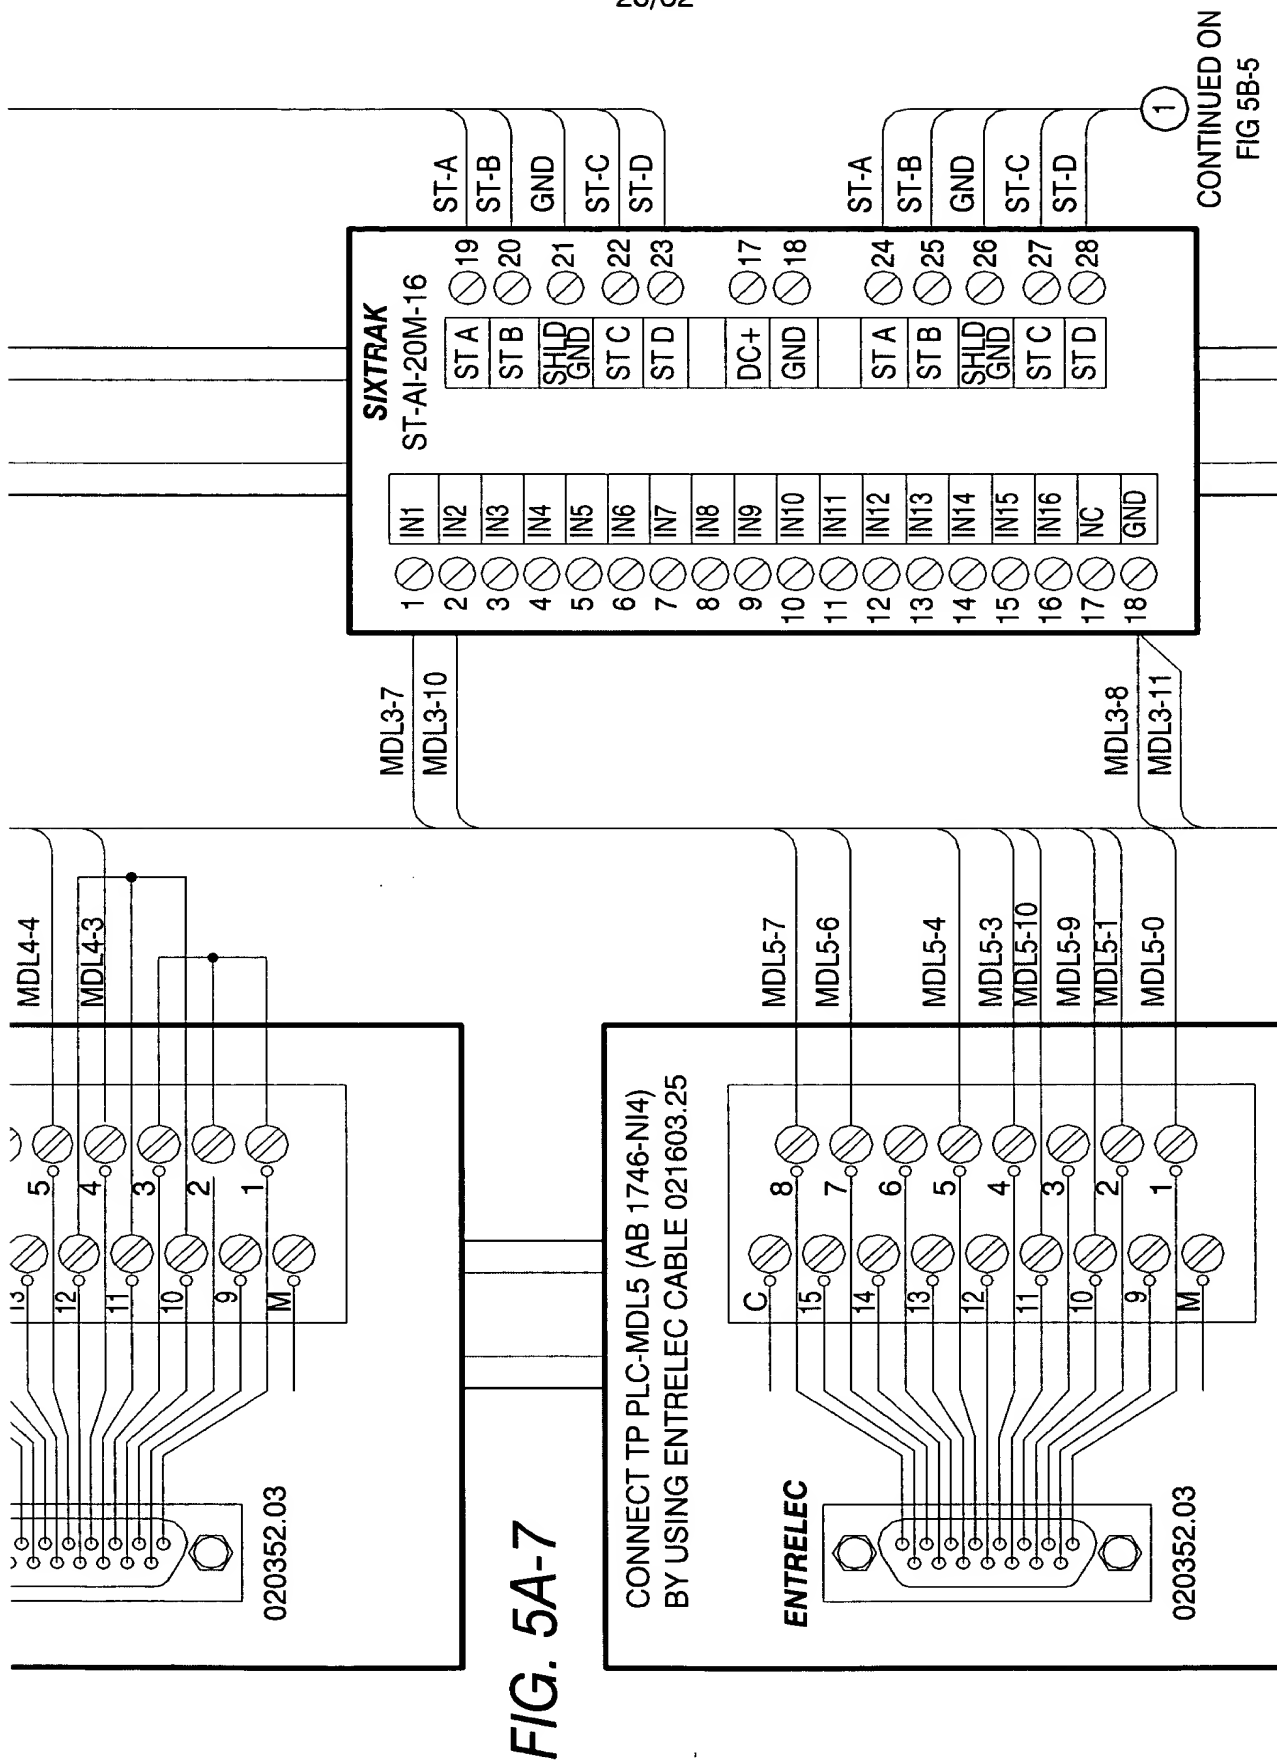 ST-A
ST-B
GND
ST-C
ST-D
ST-A
ST-B
GND
ST-C
ST-D
1
CONTINUED ON
FIG 5B-5
SIXTRAK
ST-AI-20M-16
19
20
21
22
23
17
18
24
25
26
27
28
ST A
ST B
SHLD
GND
ST C
ST D
DC+
GND
ST A
ST B
SHLD
GND
ST C
ST D
IN1
IN2
IN3
IN4
IN5
IN6
IN7
IN8
IN9
IN10
IN11
IN12
IN13
IN14
IN15
IN16
NC
GND
1
2
3
4
5
6
7
8
9
10
11
12
13
14
15
16
17
18
MDL3-7
MDL3-10
MDL3-8
MDL3-11
MDL4-4
MDL4-3
MDL5-7
MDL5-6
MDL5-4
MDL5-3
MDL5-10
MDL5-9
MDL5-1
MDL5-0
5
4
3
2
1
13
12
11
10
9
M
020352.03
FIG. 5A-7
CONNECT TP PLC-MDL5 (AB 1746-NI4)
BY USING ENTRELEC CABLE 021603.25
8
7
6
5
4
3
2
1
C
15
14
13
12
11
10
9
M
ENTRELEC
020352.03